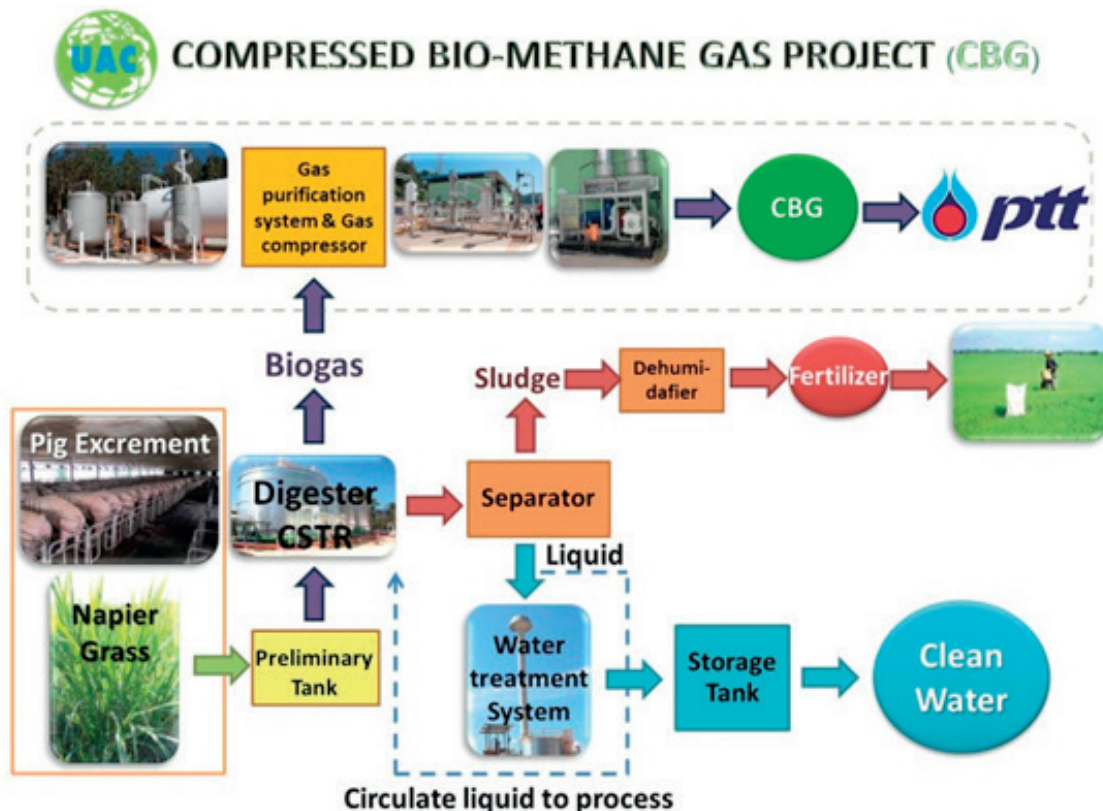 UAC
COMPRESSED BIO-METHANE GAS PROJECT (CBG)
Gas
purification
system & Gas
compressor
CBG
ptt
Biogas
Sludge
Dehumi-
dafier
Fertilizer
Pig Excrement
Digester
CSTR
Separator
Liquid
Napier
Grass
Preliminary
Tank
Water
treatment
System
Storage
Tank
Clean
Water
Circulate liquid to process